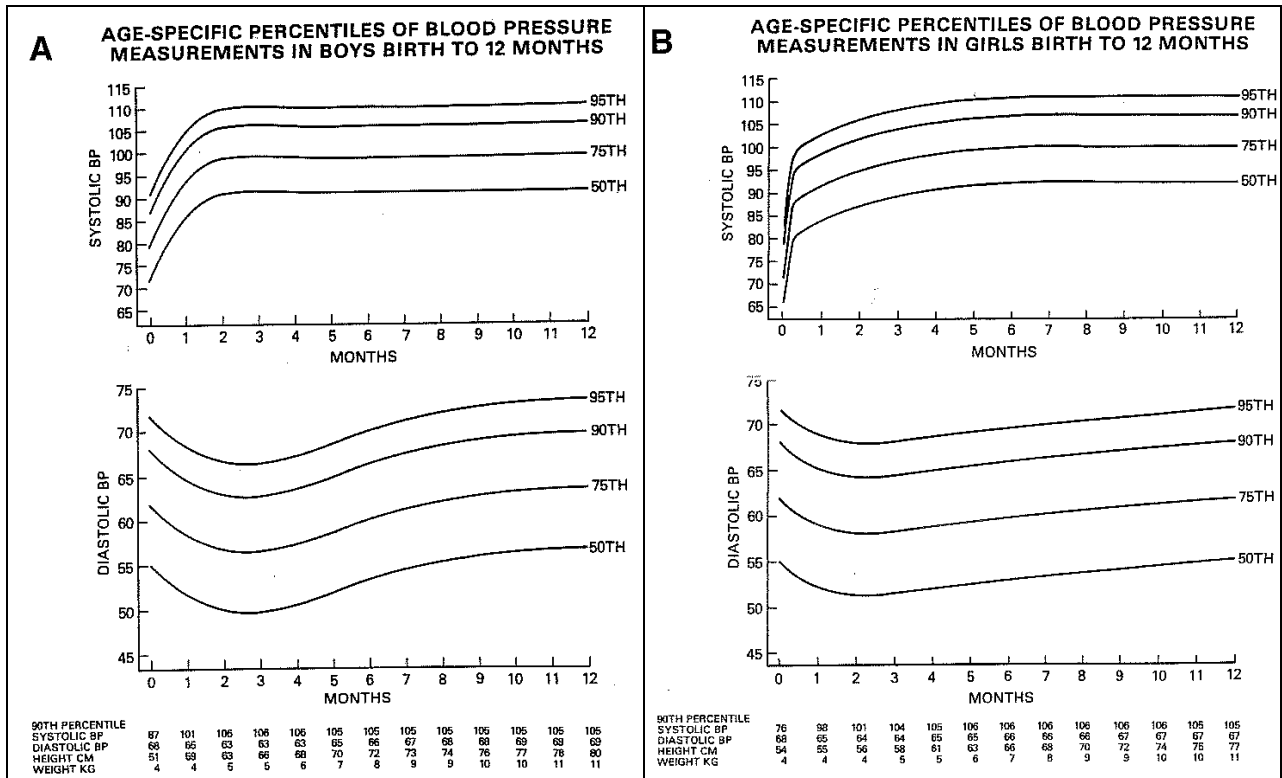 A
AGE-SPECIFIC PERCENTILES OF BLOOD PRESSURE
MEASUREMENTS IN BOYS BIRTH TO 12 MONTHS
SYSTOLIC BP
115
110
105
100
95
90
85
80
75
70
65
95TH
90TH
75TH
50TH
0 1 2 3 4 5 6 7 8 9 10 11 12
MONTHS
DIASTOLIC BP
75
70
65
60
55
50
45
95TH
90TH
75TH
50TH
0 1 2 3 4 5 6 7 8 9 10 11 12
MONTHS
90TH PERCENTILE
SYSTOLIC BP 87 101 106 106 106 105 105 105 105 105 105 105 105
DIASTOLIC BP 68 65 63 63 63 65 66 67 68 68 69 69 69
HEIGHT CM 51 59 63 66 68 70 72 73 74 76 77 78 80
WEIGHT KG 4 4 5 5 6 7 8 9 9 10 10 11 11
B
AGE-SPECIFIC PERCENTILES OF BLOOD PRESSURE
MEASUREMENTS IN GIRLS BIRTH TO 12 MONTHS
SYSTOLIC BP
115
110
105
100
95
90
85
80
75
70
65
95TH
90TH
75TH
50TH
0 1 2 3 4 5 6 7 8 9 10 11 12
MONTHS
DIASTOLIC BP
75
70
65
60
55
50
45
95TH
90TH
75TH
50TH
0 1 2 3 4 5 6 7 8 9 10 11 12
MONTHS
90TH PERCENTILE
SYSTOLIC BP 76 98 101 104 105 106 106 106 106 106 106 105 105
DIASTOLIC BP 68 65 64 64 65 65 66 66 66 67 67 67 67
HEIGHT CM 54 55 56 58 61 63 66 68 70 72 74 75 77
WEIGHT KG 4 4 4 5 5 6 7 8 9 9 10 10 11